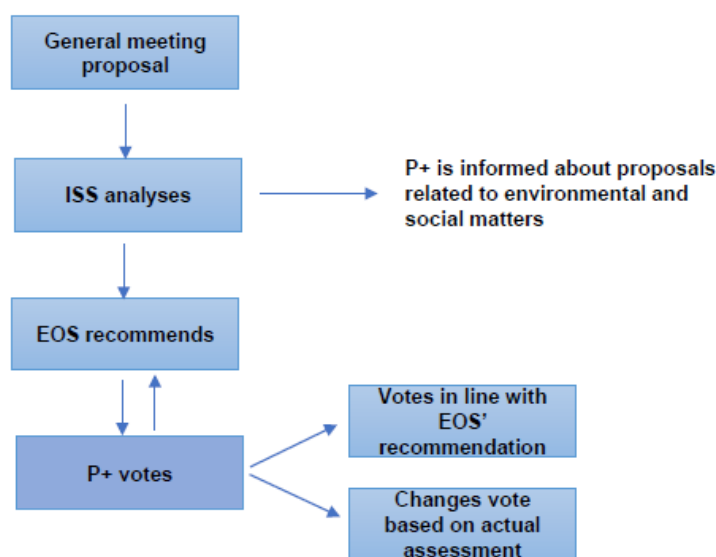 General meeting
proposal
ISS analyses
P+ is informed about proposals
related to environmental and
social matters
EOS recommends
P+ votes
Votes in line with
EOS'
recommendation
Changes vote
based on actual
assessment